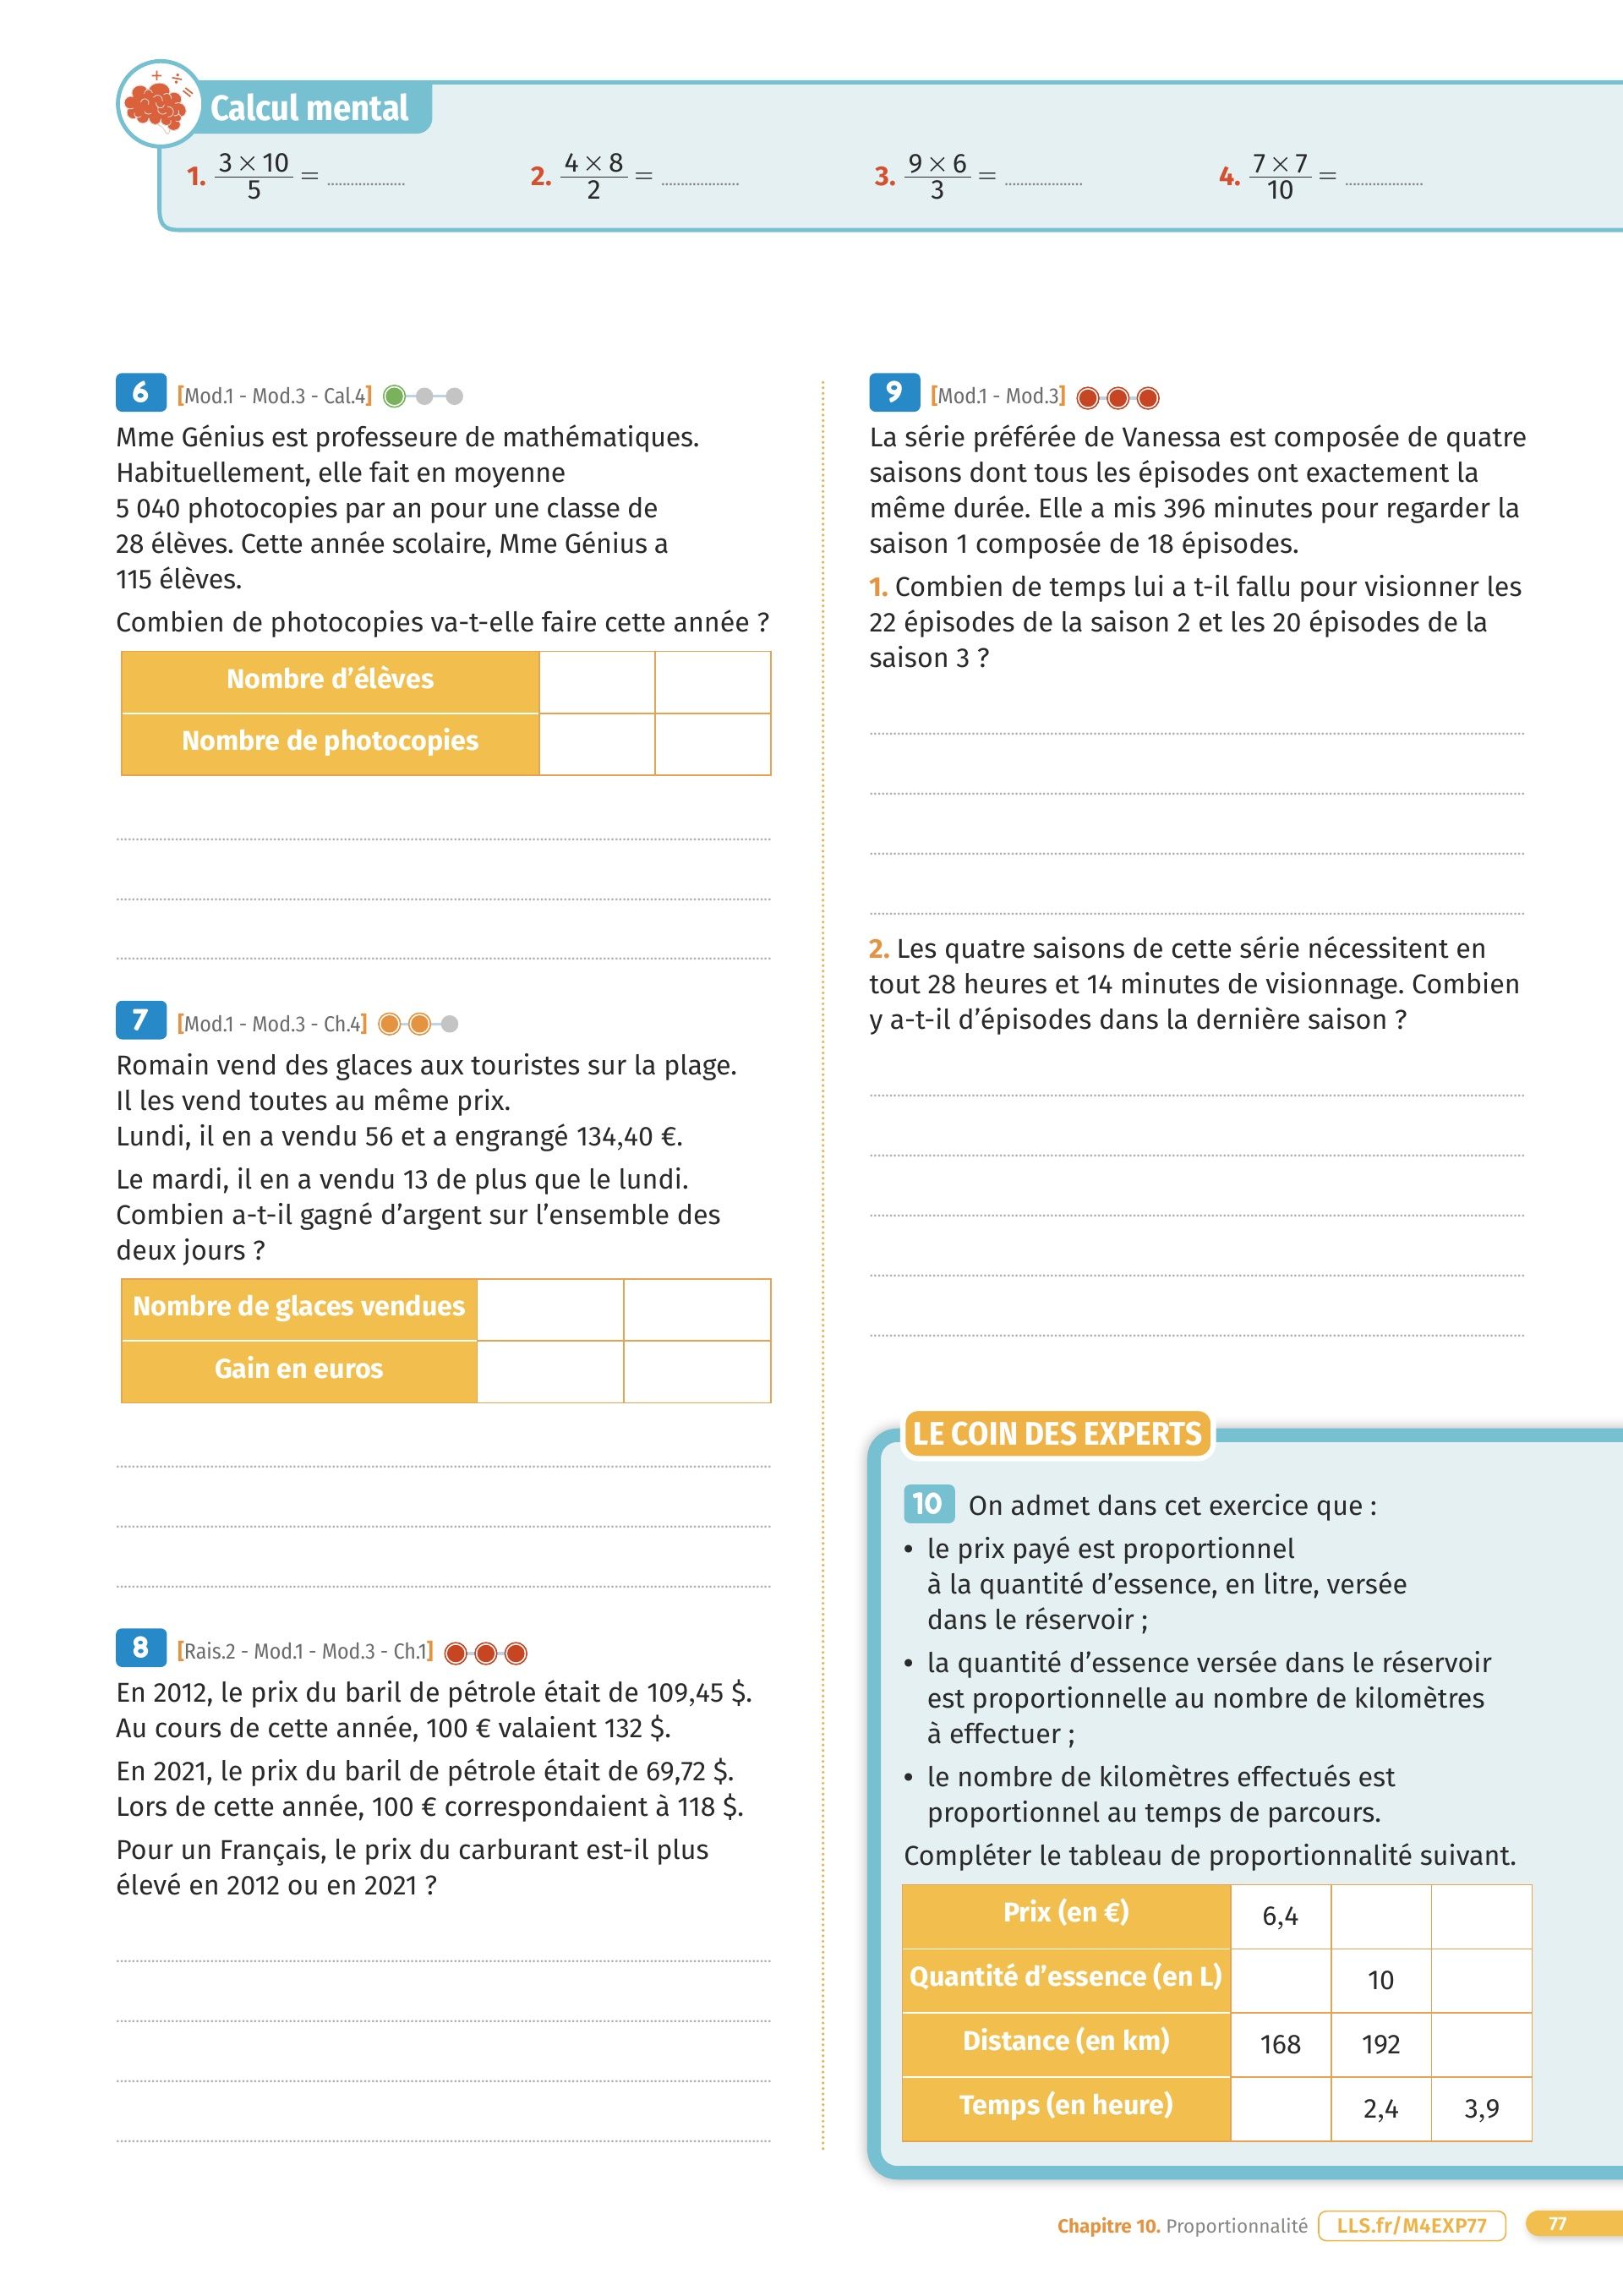 Calcul mental
1. 3 × 10 / 5 = ............
2. 4 × 8 / 2 = ............
3. 9 × 6 / 3 = ............
4. 7 × 7 / 10 = ............
6 [Mod.1 - Mod.3 - Cal.4]
Mme Génius est professeure de mathématiques.
Habituellement, elle fait en moyenne
5 040 photocopies par an pour une classe de
28 élèves. Cette année scolaire, Mme Génius a
115 élèves.
Combien de photocopies va-t-elle faire cette année ?
Nombre d’élèves
Nombre de photocopies
7 [Mod.1 - Mod.3 - Ch.4]
Romain vend des glaces aux touristes sur la plage.
Il les vend toutes au même prix.
Lundi, il en a vendu 56 et a engrangé 134,40 €.
Le mardi, il en a vendu 13 de plus que le lundi.
Combien a-t-il gagné d’argent sur l’ensemble des
deux jours ?
Nombre de glaces vendues
Gain en euros
8 [Rais.2 - Mod.1 - Mod.3 - Ch.1]
En 2012, le prix du baril de pétrole était de 109,45 $.
Au cours de cette année, 100 € valaient 132 $.
En 2021, le prix du baril de pétrole était de 69,72 $.
Lors de cette année, 100 € correspondaient à 118 $.
Pour un Français, le prix du carburant est-il plus
élevé en 2012 ou en 2021 ?
9 [Mod.1 - Mod.3]
La série préférée de Vanessa est composée de quatre
saisons dont tous les épisodes ont exactement la
même durée. Elle a mis 396 minutes pour regarder la
saison 1 composée de 18 épisodes.
1. Combien de temps lui a t-il fallu pour visionner les
22 épisodes de la saison 2 et les 20 épisodes de la
saison 3 ?
2. Les quatre saisons de cette série nécessitent en
tout 28 heures et 14 minutes de visionnage. Combien
y a-t-il d’épisodes dans la dernière saison ?
LE COIN DES EXPERTS
10 On admet dans cet exercice que :
• le prix payé est proportionnel
à la quantité d’essence, en litre, versée
dans le réservoir ;
• la quantité d’essence versée dans le réservoir
est proportionnelle au nombre de kilomètres
à effectuer ;
• le nombre de kilomètres effectués est
proportionnel au temps de parcours.
Compléter le tableau de proportionnalité suivant.
Prix (en €) 6,4
Quantité d’essence (en L) 10
Distance (en km) 168 192
Temps (en heure) 2,4 3,9
Chapitre 10. Proportionnalité LLS.fr/M4EXP77 77